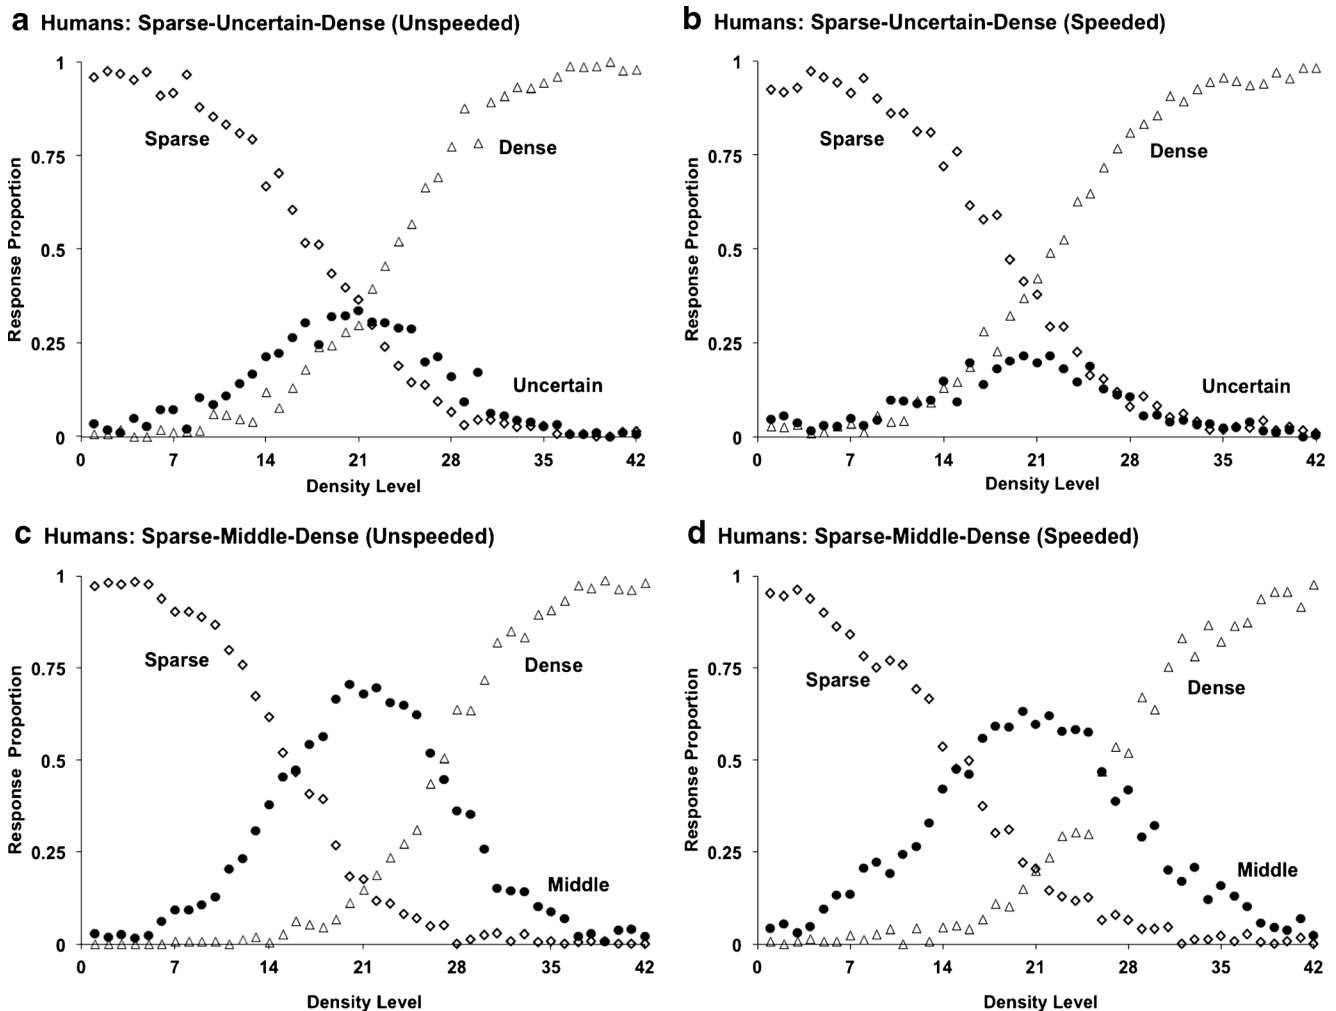 a Humans: Sparse-Uncertain-Dense (Unspeeded)
1
0.75
0.5
0.25
0
Response Proportion
Sparse
Dense
Uncertain
0 7 14 21 28 35 42
Density Level
b Humans: Sparse-Uncertain-Dense (Speeded)
1
0.75
0.5
0.25
0
Response Proportion
Sparse
Dense
Uncertain
0 7 14 21 28 35 42
Density Level
c Humans: Sparse-Middle-Dense (Unspeeded)
1
0.75
0.5
0.25
0
Response Proportion
Sparse
Dense
Middle
0 7 14 21 28 35 42
Density Level
d Humans: Sparse-Middle-Dense (Speeded)
1
0.75
0.5
0.25
0
Response Proportion
Sparse
Dense
Middle
0 7 14 21 28 35 42
Density Level